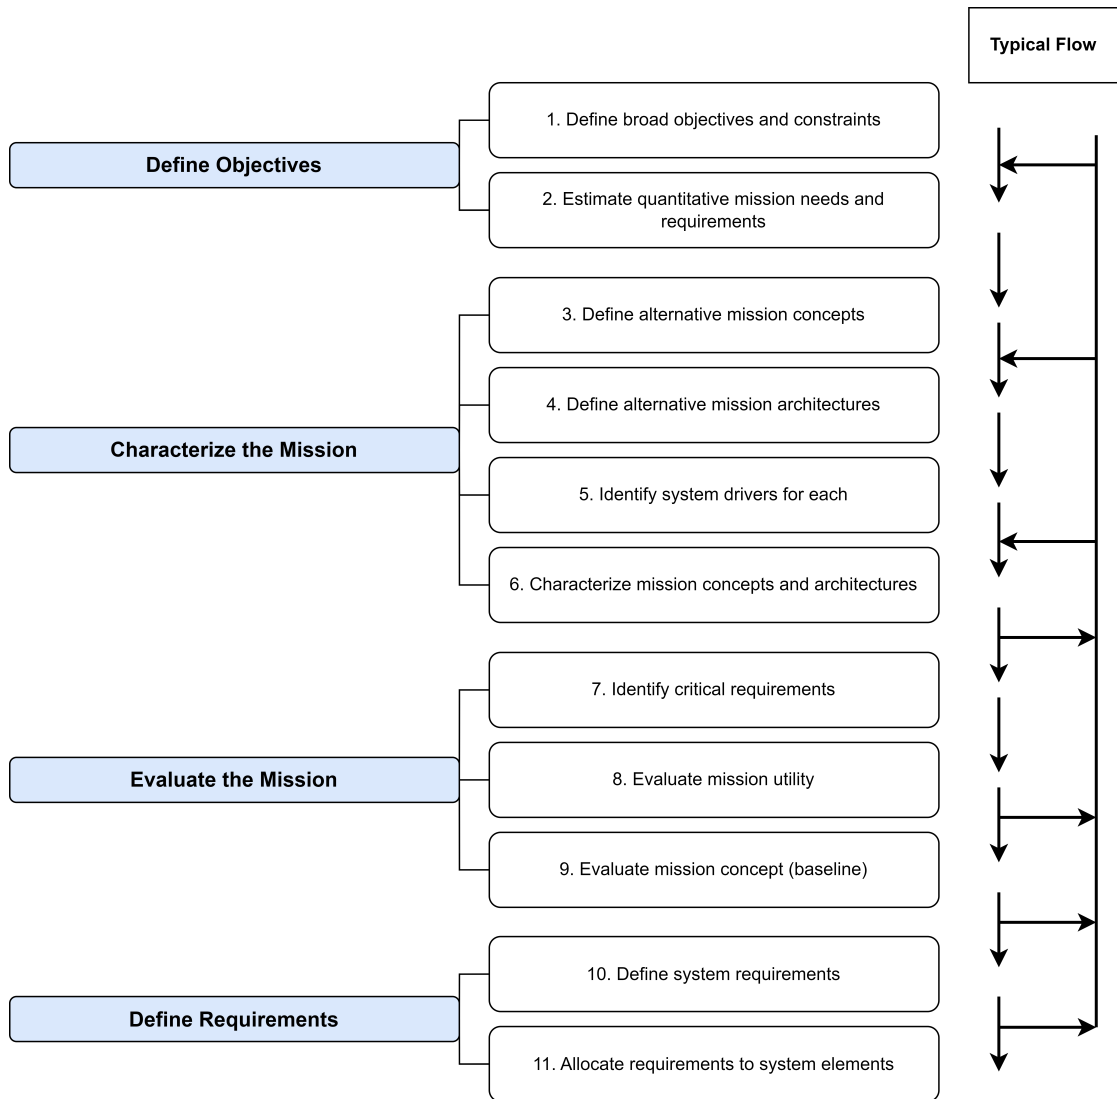 Typical Flow
1. Define broad objectives and constraints
Define Objectives
2. Estimate quantitative mission needs and
requirements
3. Define alternative mission concepts
4. Define alternative mission architectures
Characterize the Mission
5. Identify system drivers for each
6. Characterize mission concepts and architectures
7. Identify critical requirements
Evaluate the Mission
8. Evaluate mission utility
9. Evaluate mission concept (baseline)
10. Define system requirements
Define Requirements
11. Allocate requirements to system elements